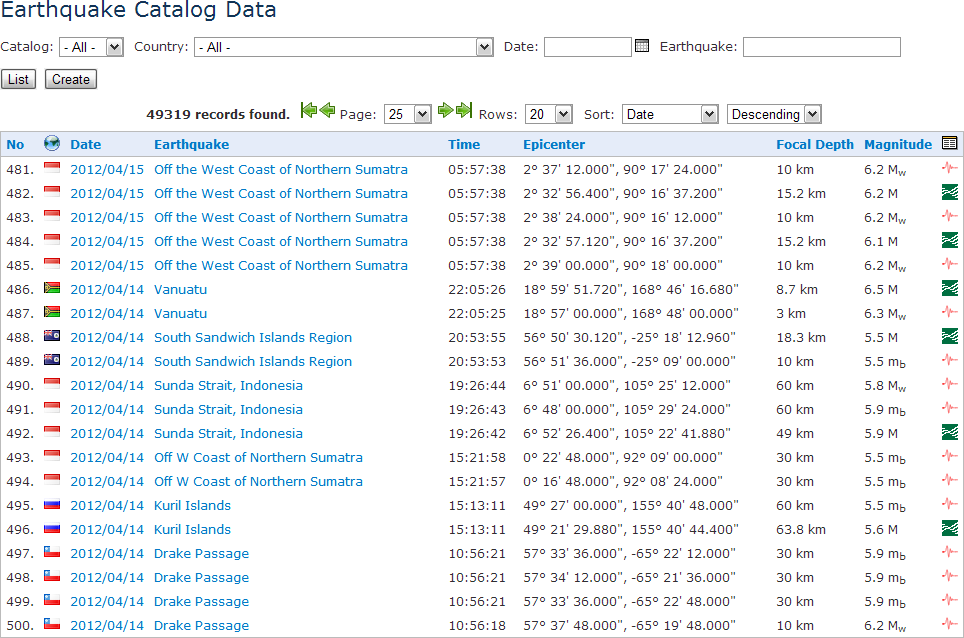 Earthquake Catalog Data
Catalog: - All - Country: - All - Date: Earthquake:
List Create
49319 records found. Page: 25 Rows: 20 Sort: Date Descending
No Date Earthquake Time Epicenter Focal Depth Magnitude
481. 2012/04/15 Off the West Coast of Northern Sumatra 05:57:38 2° 37' 12.000", 90° 17' 24.000" 10 km 6.2 Mw
482. 2012/04/15 Off the West Coast of Northern Sumatra 05:57:38 2° 32' 56.400", 90° 16' 37.200" 15.2 km 6.2 M
483. 2012/04/15 Off the West Coast of Northern Sumatra 05:57:38 2° 38' 24.000", 90° 16' 12.000" 10 km 6.2 Mw
484. 2012/04/15 Off the West Coast of Northern Sumatra 05:57:38 2° 32' 57.120", 90° 16' 37.200" 15.2 km 6.1 M
485. 2012/04/15 Off the West Coast of Northern Sumatra 05:57:38 2° 39' 00.000", 90° 18' 00.000" 10 km 6.2 Mw
486. 2012/04/14 Vanuatu 22:05:26 18° 59' 51.720", 168° 46' 16.680" 8.7 km 6.5 M
487. 2012/04/14 Vanuatu 22:05:25 18° 57' 00.000", 168° 48' 00.000" 3 km 6.3 Mw
488. 2012/04/14 South Sandwich Islands Region 20:53:55 56° 50' 30.120", -25° 18' 12.960" 18.3 km 5.5 M
489. 2012/04/14 South Sandwich Islands Region 20:53:53 56° 51' 36.000", -25° 09' 00.000" 10 km 5.5 mb
490. 2012/04/14 Sunda Strait, Indonesia 19:26:44 6° 51' 00.000", 105° 25' 12.000" 60 km 5.8 Mw
491. 2012/04/14 Sunda Strait, Indonesia 19:26:43 6° 48' 00.000", 105° 29' 24.000" 60 km 5.9 mb
492. 2012/04/14 Sunda Strait, Indonesia 19:26:42 6° 52' 26.400", 105° 22' 41.880" 49 km 5.9 M
493. 2012/04/14 Off W Coast of Northern Sumatra 15:21:58 0° 22' 48.000", 92° 09' 00.000" 30 km 5.5 mb
494. 2012/04/14 Off W Coast of Northern Sumatra 15:21:57 0° 16' 48.000", 92° 08' 24.000" 30 km 5.5 mb
495. 2012/04/14 Kuril Islands 15:13:11 49° 27' 00.000", 155° 40' 48.000" 60 km 5.5 mb
496. 2012/04/14 Kuril Islands 15:13:11 49° 21' 29.880", 155° 40' 44.400" 63.8 km 5.6 M
497. 2012/04/14 Drake Passage 10:56:21 57° 33' 36.000", -65° 22' 12.000" 30 km 5.9 mb
498. 2012/04/14 Drake Passage 10:56:21 57° 34' 12.000", -65° 21' 36.000" 30 km 5.9 mb
499. 2012/04/14 Drake Passage 10:56:21 57° 33' 36.000", -65° 22' 48.000" 30 km 5.9 mb
500. 2012/04/14 Drake Passage 10:56:18 57° 37' 48.000", -65° 19' 48.000" 10 km 6.2 Mw